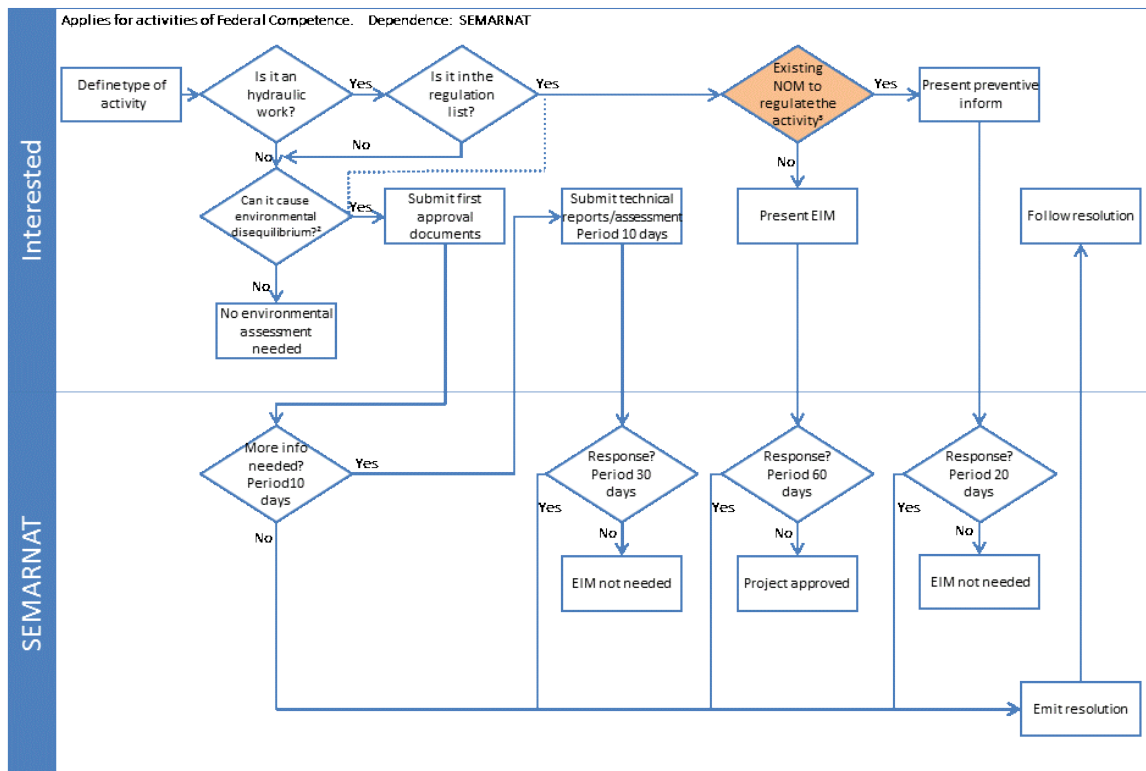 Applies for activities of Federal Competence. Dependence: SEMARNAT
Interested
Define type of
activity
Is it an
hydraulic
work?
Yes
Is it in the
regulation
list?
Yes
Existing
NOM to
regulate the
activity³
Yes
Present preventive
inform
No
No
No
Can it cause
environmental
disequilibrium?²
Yes
Submit first
approval
documents
Submit technical
reports/assessment
Period 10 days
Present EIM
Follow resolution
No
No environmental
assessment
needed
SEMARNAT
More info
needed?
Period10
days
Yes
Response?
Period 30
days
Response?
Period 60
days
Response?
Period 20
days
No
Yes
No
Yes
No
Yes
No
EIM not needed
Project approved
EIM not needed
Emit resolution